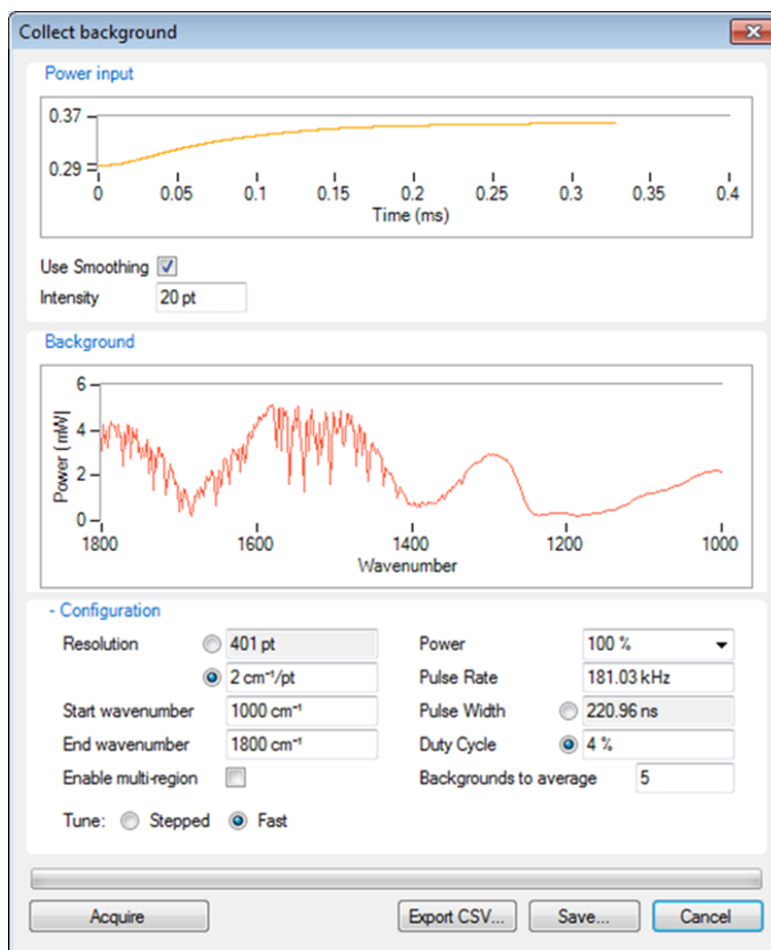 Collect background
Power input
0.37
0.29
0 0.05 0.1 0.15 0.2 0.25 0.3 0.35 0.4
Time (ms)
Use Smoothing
Intensity 20 pt
Background
Power (mW)
6
4
2
0
1800 1600 1400 1200 1000
Wavenumber
- Configuration
Resolution 401 pt Power 100 %
2 cm⁻¹/pt Pulse Rate 181.03 kHz
Start wavenumber 1000 cm⁻¹ Pulse Width 220.96 ns
End wavenumber 1800 cm⁻¹ Duty Cycle 4 %
Enable multi-region Backgrounds to average 5
Tune: Stepped Fast
Acquire Export CSV... Save... Cancel